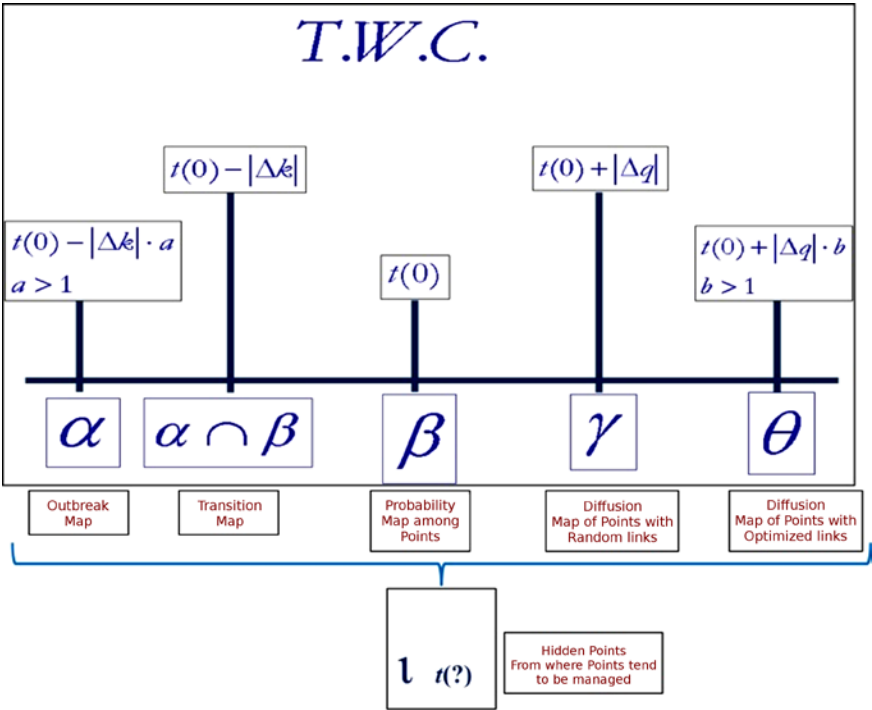 T.W.C.
t(0) − |Δk|
t(0) + |Δq|
t(0) − |Δk| · a
a > 1
t(0)
t(0) + |Δq| · b
b > 1
α
α ∩ β
β
γ
θ
Outbreak
Map
Transition
Map
Probability
Map among
Points
Diffusion
Map of Points with
Random links
Diffusion
Map of Points with
Optimized links
ι t(?)
Hidden Points
From where Points tend
to be managed